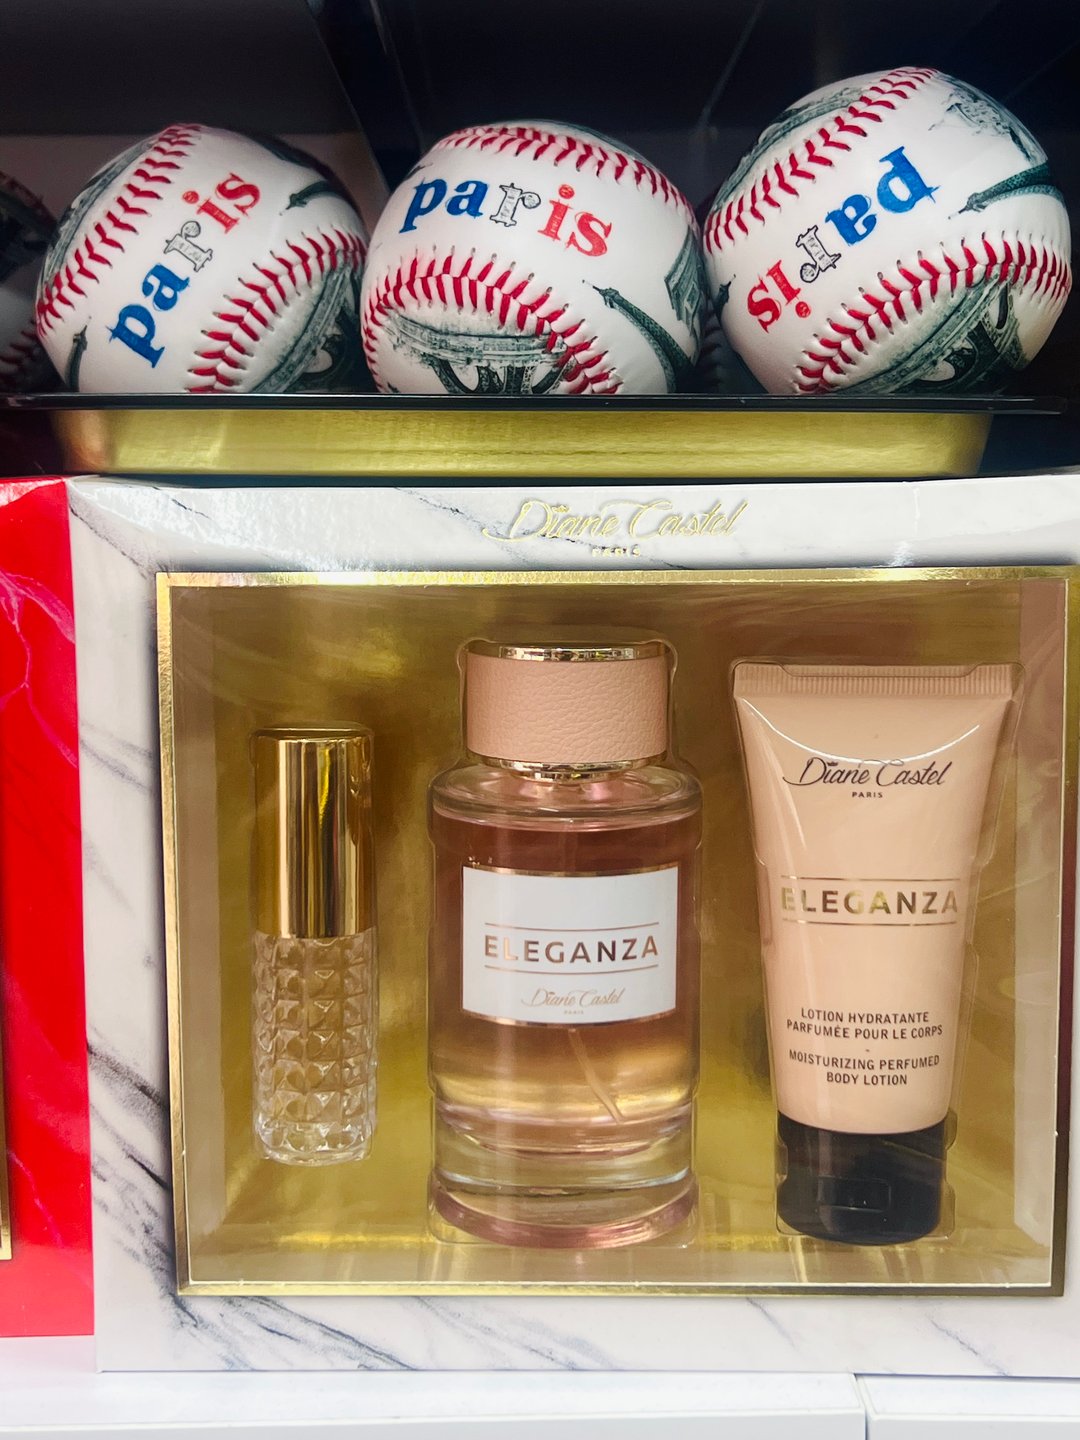 paris
paris
paris
Diane Castel
PARIS
ELEGANZA
Diane Castel
PARIS
Diane Castel
PARIS
ELEGANZA
LOTION HYDRATANTE
PARFUMÉE POUR LE CORPS
-
MOISTURIZING PERFUMED
BODY LOTION